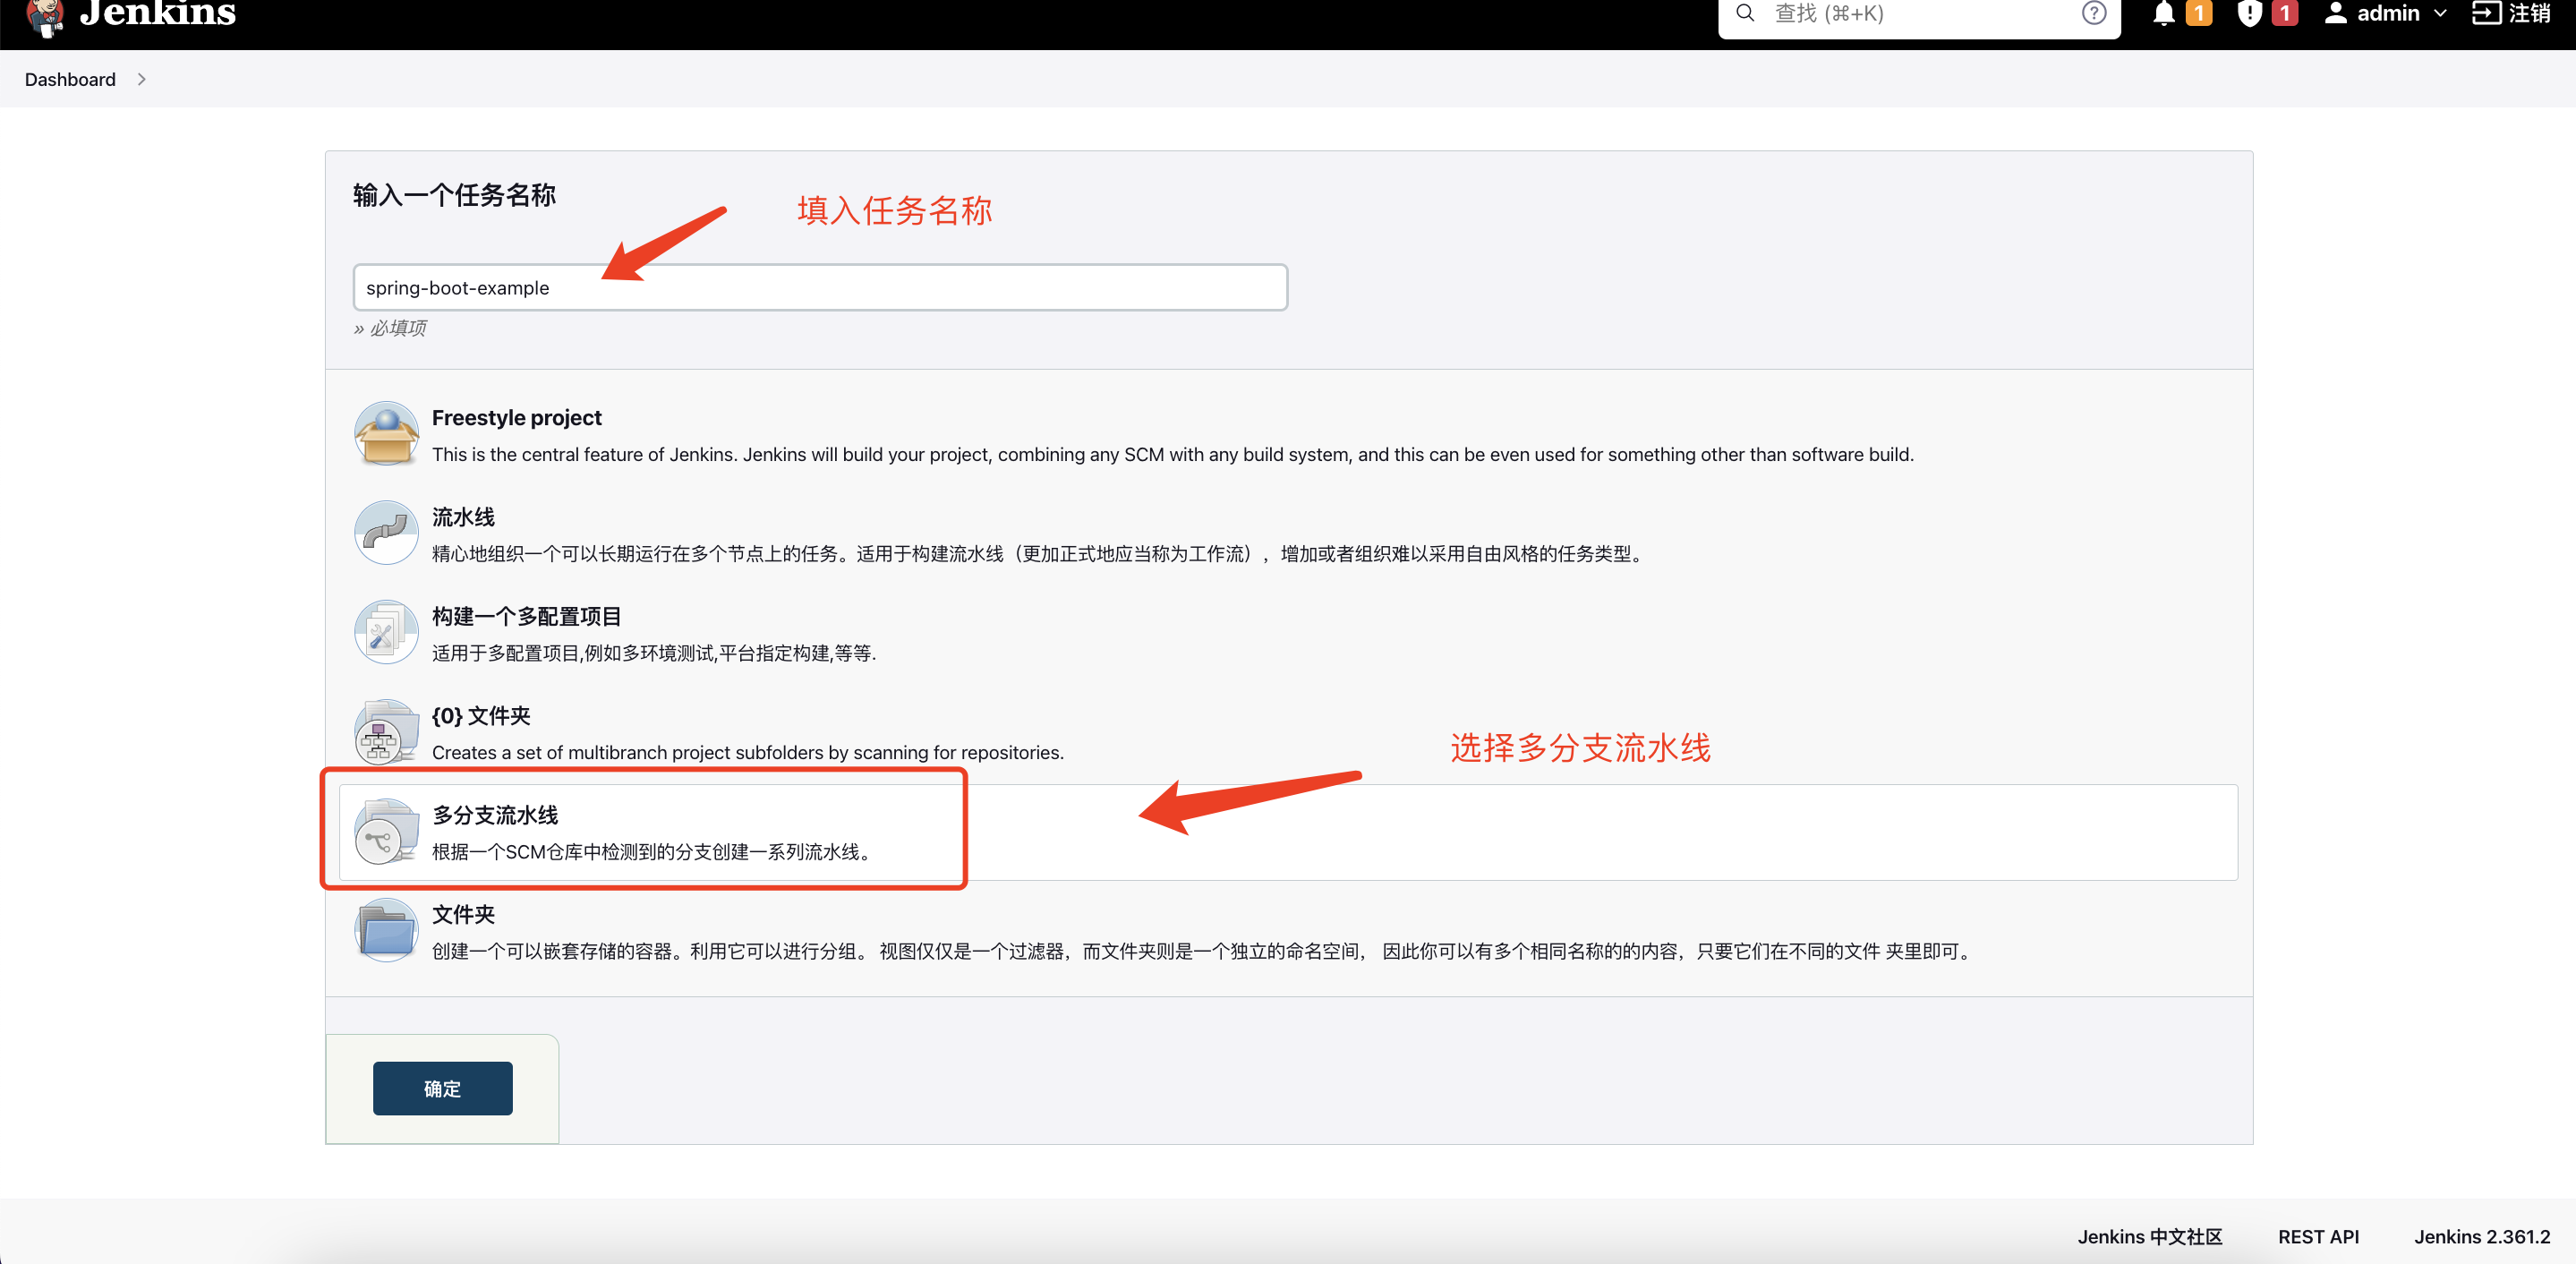 Jenkins
查找 (⌘+K)
1
1
admin
注销
Dashboard
输入一个任务名称
填入任务名称
spring-boot-example
» 必填项
Freestyle project
This is the central feature of Jenkins. Jenkins will build your project, combining any SCM with any build system, and this can be even used for something other than software build.
流水线
精心地组织一个可以长期运行在多个节点上的任务。适用于构建流水线（更加正式地应当称为工作流），增加或者组织难以采用自由风格的任务类型。
构建一个多配置项目
适用于多配置项目,例如多环境测试,平台指定构建,等等.
{0} 文件夹
Creates a set of multibranch project subfolders by scanning for repositories.
选择多分支流水线
多分支流水线
根据一个SCM仓库中检测到的分支创建一系列流水线。
文件夹
创建一个可以嵌套存储的容器。利用它可以进行分组。 视图仅仅是一个过滤器，而文件夹则是一个独立的命名空间， 因此你可以有多个相同名称的的内容，只要它们在不同的文件 夹里即可。
确定
Jenkins 中文社区
REST API
Jenkins 2.361.2